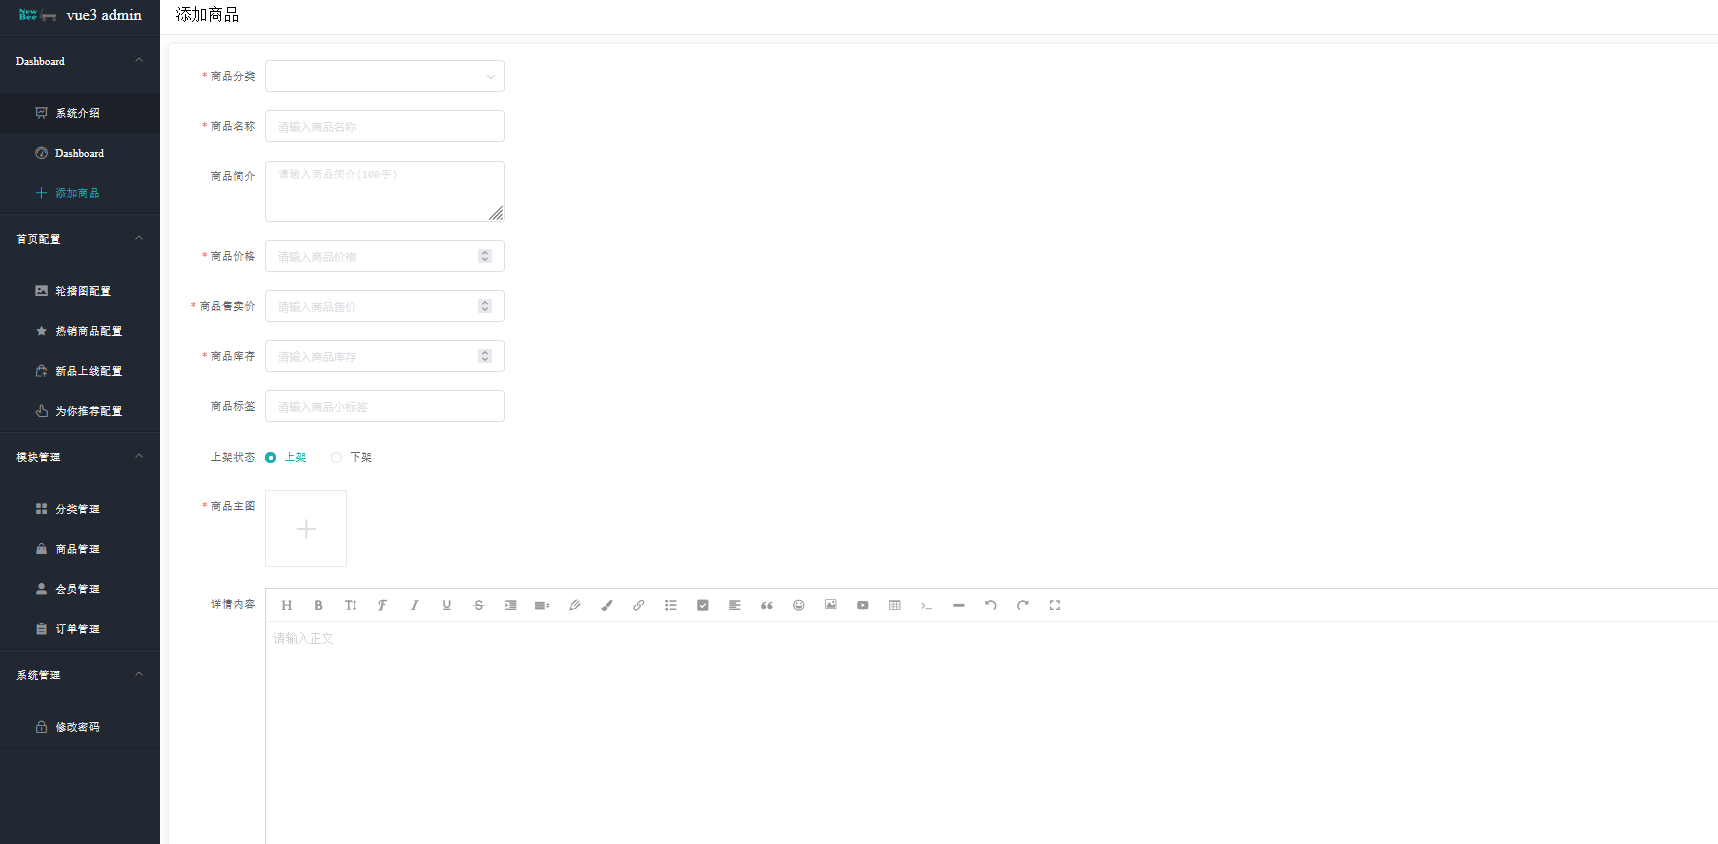 New Bee vue3 admin
Dashboard
系统介绍
Dashboard
添加商品
首页配置
轮播图配置
热销商品配置
新品上线配置
为你推荐配置
模块管理
分类管理
商品管理
会员管理
订单管理
系统管理
修改密码
添加商品
* 商品分类
* 商品名称 请输入商品名称
商品简介 请输入商品简介(100字)
* 商品价格 请输入商品价格
* 商品售卖价 请输入商品售价
* 商品库存 请输入商品库存
商品标签 请输入商品小标签
上架状态 上架 下架
* 商品主图
详情内容
请输入正文